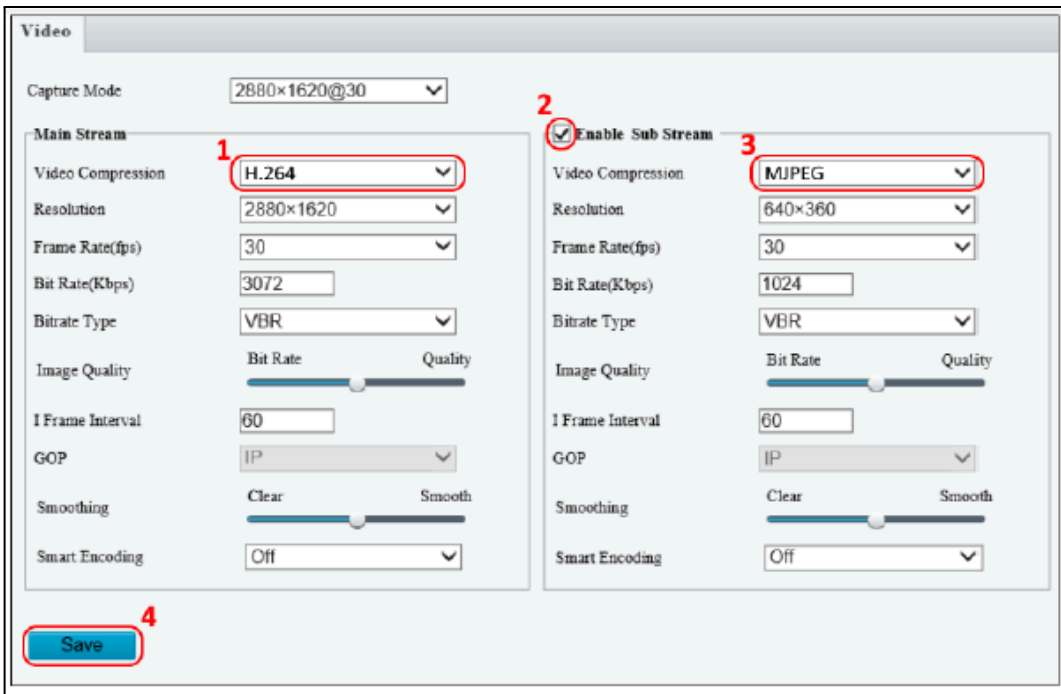 Video
Capture Mode 2880×1620@30
Main Stream
1
Video Compression H.264
Resolution 2880×1620
Frame Rate(fps) 30
Bit Rate(Kbps) 3072
Bitrate Type VBR
Bit Rate Quality
Image Quality
I Frame Interval 60
GOP IP
Clear Smooth
Smoothing
Smart Encoding Off
2
Enable Sub Stream
3
Video Compression MJPEG
Resolution 640×360
Frame Rate(fps) 30
Bit Rate(Kbps) 1024
Bitrate Type VBR
Bit Rate Quality
Image Quality
I Frame Interval 60
GOP IP
Clear Smooth
Smoothing
Smart Encoding Off
4
Save